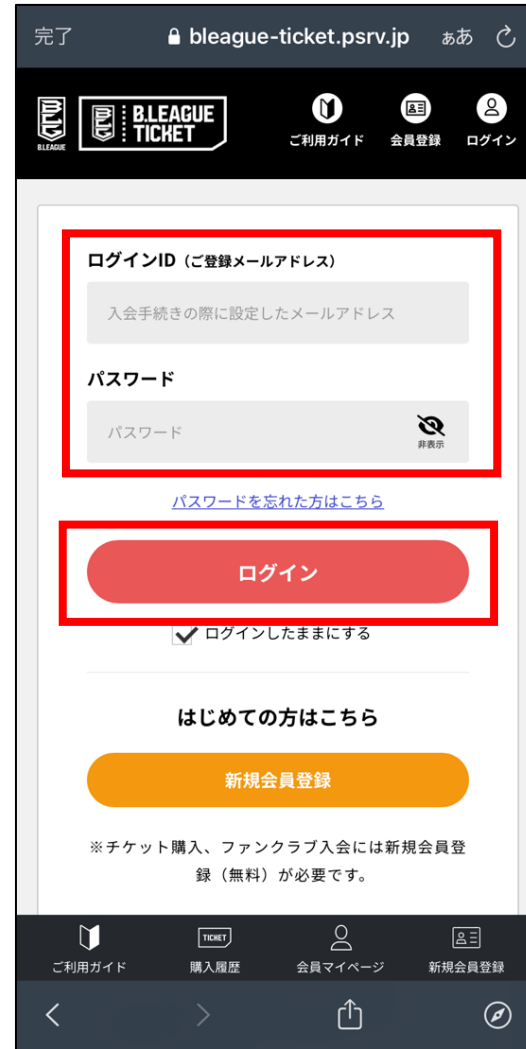 完了 bleague-ticket.psrv.jp ぁあ
B.LEAGUE
B.LEAGUE
TICKET
ご利用ガイド 会員登録 ログイン
ログインID（ご登録メールアドレス）
入会手続きの際に設定したメールアドレス
パスワード
パスワード
非表示
パスワードを忘れた方はこちら
ログイン
ログインしたままにする
はじめての方はこちら
新規会員登録
※チケット購入、ファンクラブ入会には新規会員登
録（無料）が必要です。
TICKET
ご利用ガイド 購入履歴 会員マイページ 新規会員登録